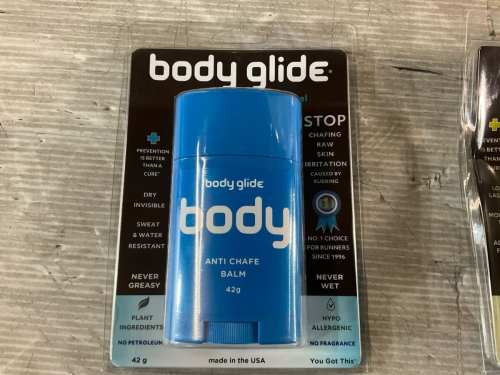 body glide®
el
STOP
CHAFING
RAW
SKIN
IRRITATION
CAUSED BY
RUBBING
PREVENTION
IS BETTER
THAN A
CURE
DRY
INVISIBLE
SWEAT
& WATER
RESISTANT
NEVER
GREASY
PLANT
INGREDIENTS
NO PETROLEUM
42 g
body glide
body
ANTI CHAFE
BALM
42g
1
NO. 1 CHOICE
FOR RUNNERS
SINCE 1996
NEVER
WET
HYPO
ALLERGENIC
NO FRAGRANCE
made in the USA
You Got This